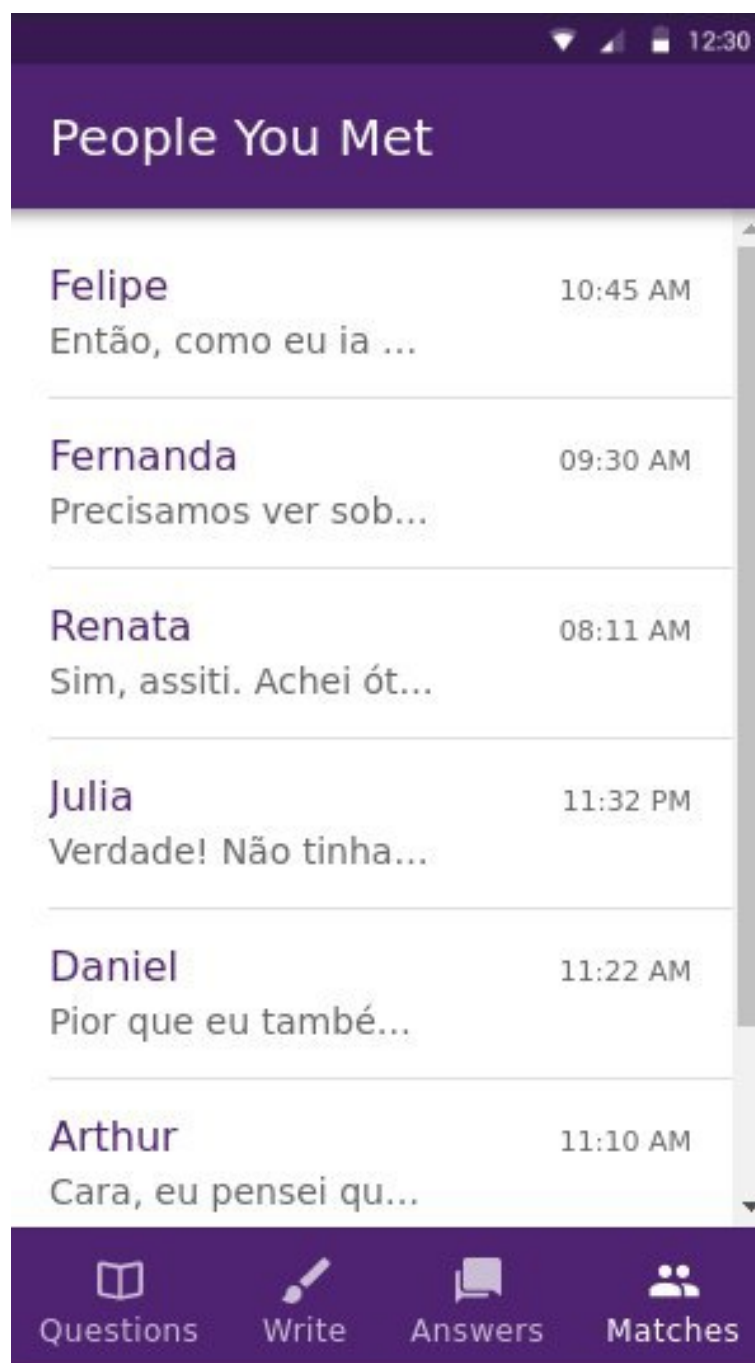 12:30
People You Met
Felipe 10:45 AM
Então, como eu ia ...
Fernanda 09:30 AM
Precisamos ver sob...
Renata 08:11 AM
Sim, assiti. Achei ót...
Julia 11:32 PM
Verdade! Não tinha...
Daniel 11:22 AM
Pior que eu també...
Arthur 11:10 AM
Cara, eu pensei qu...
Questions Write Answers Matches